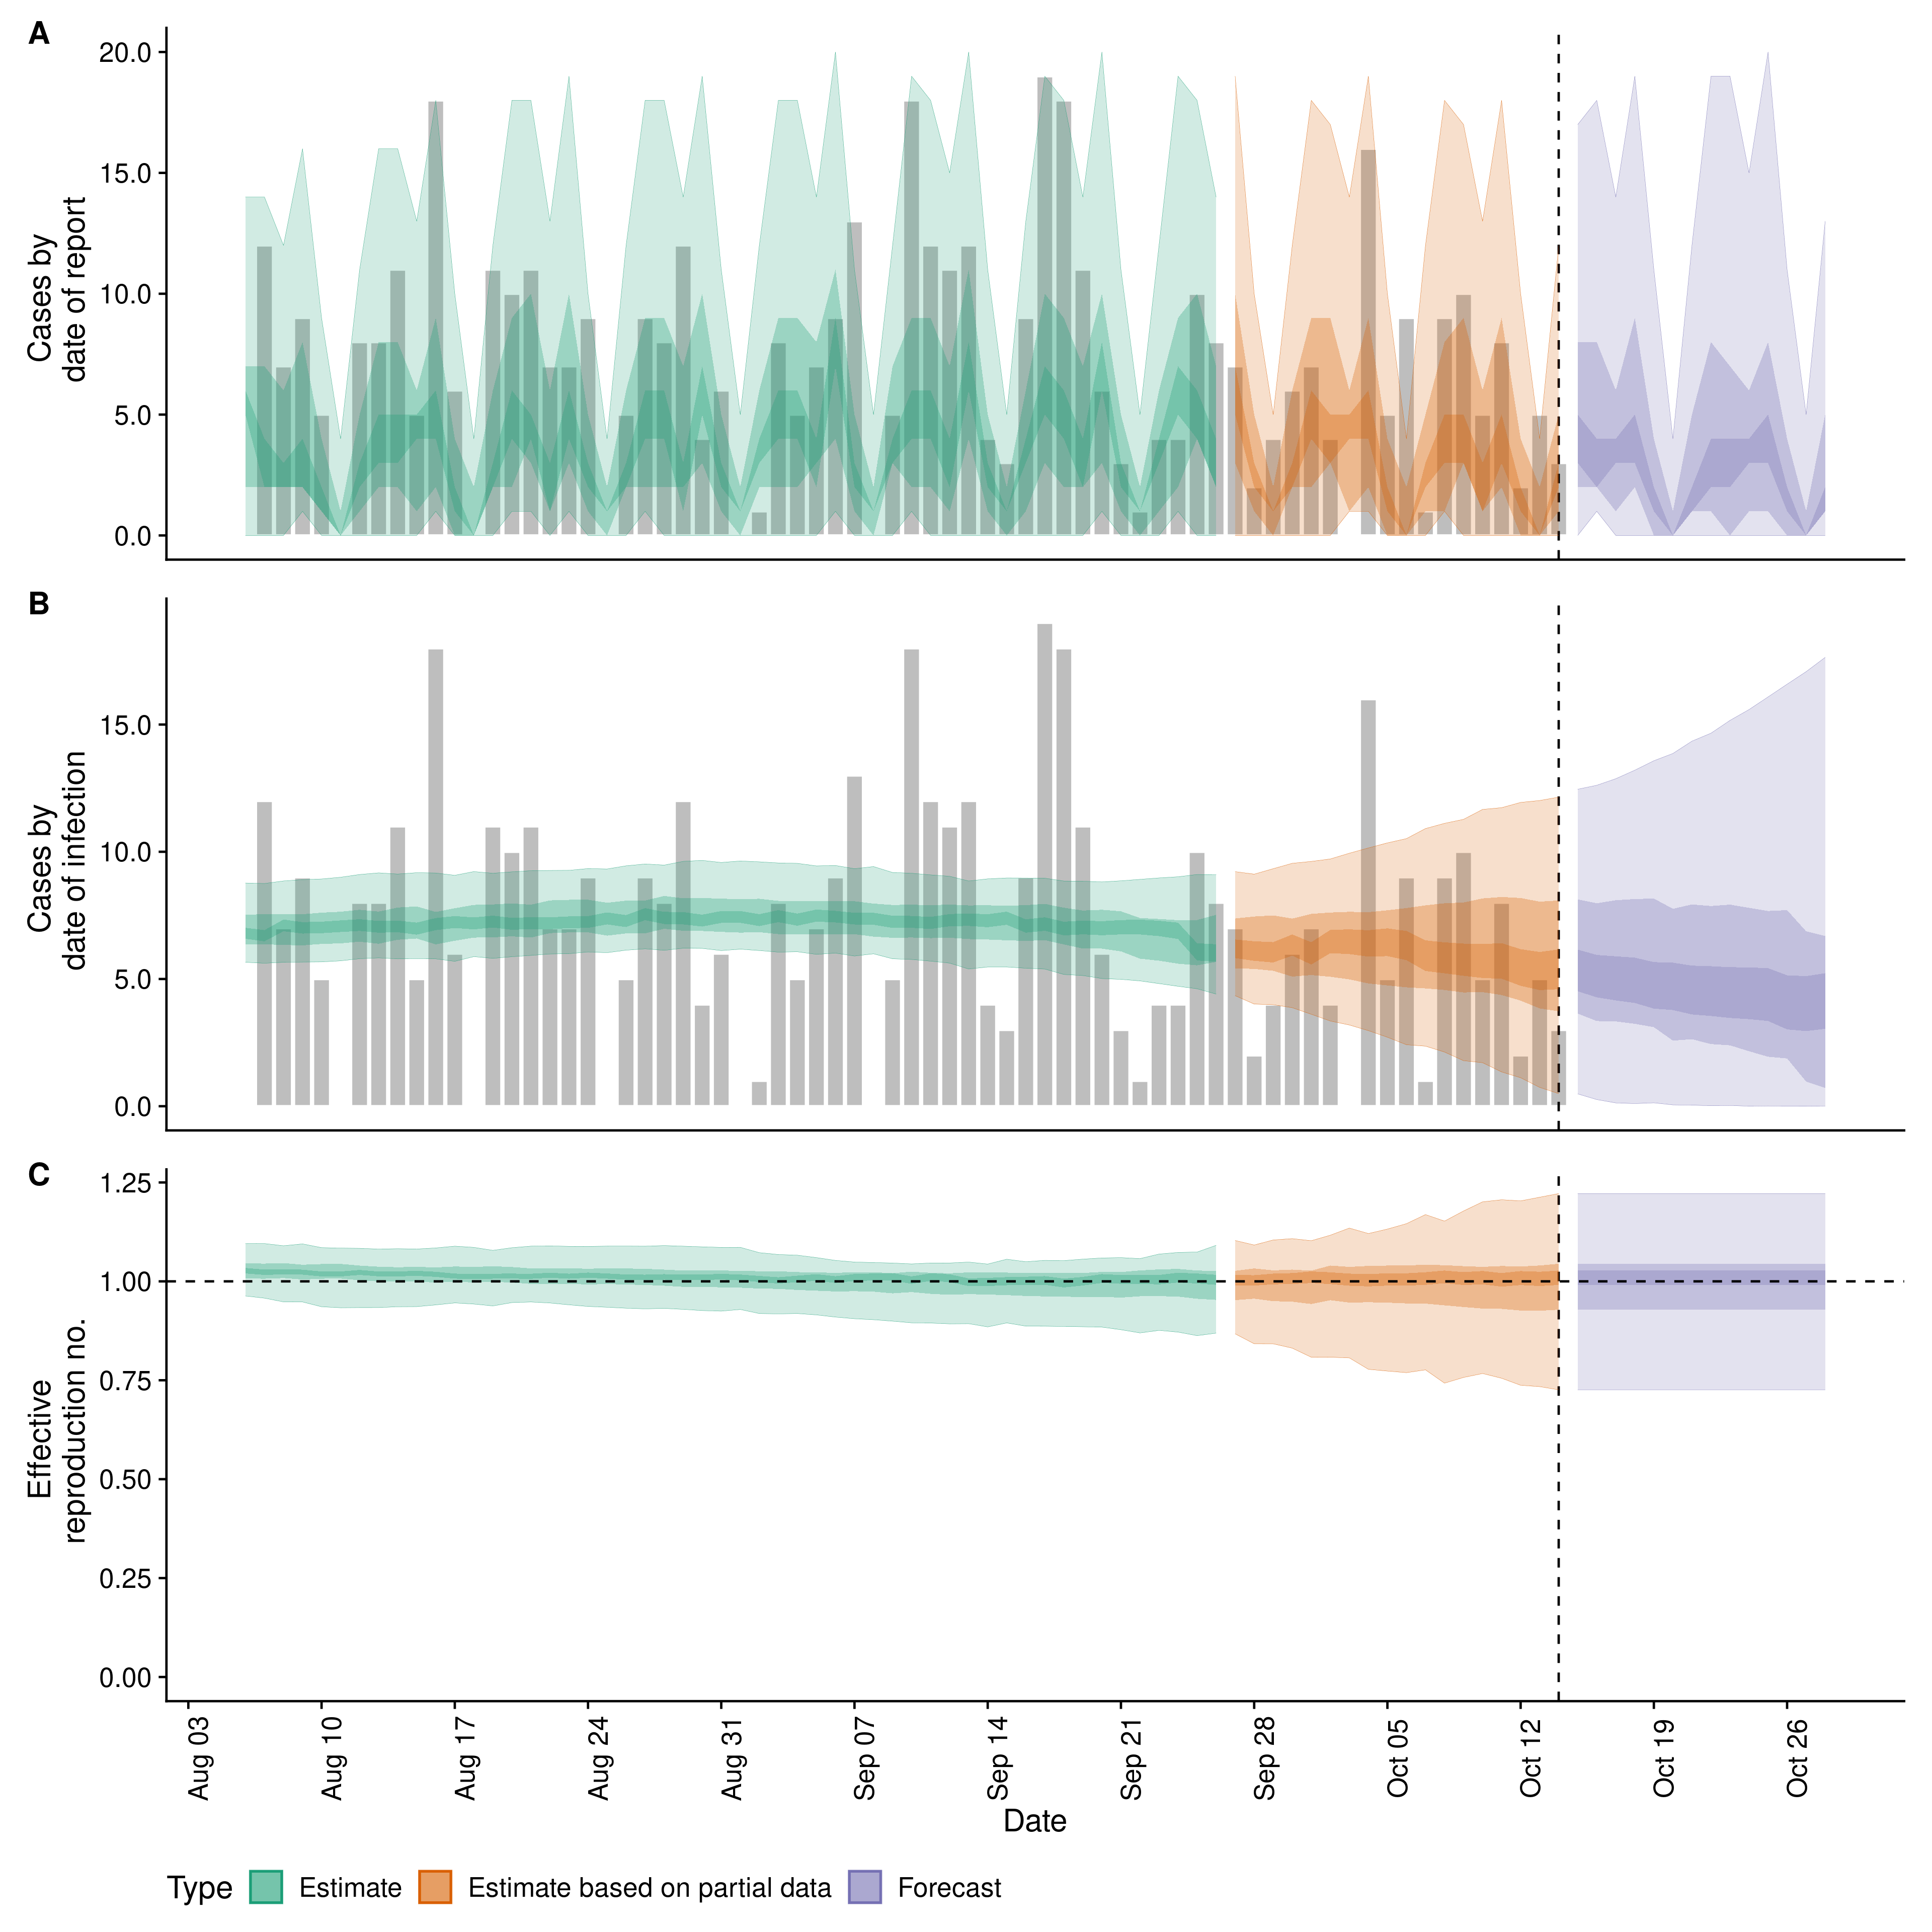 A
20.0
15.0
10.0
5.0
0.0
Cases by
date of report
B
15.0
10.0
5.0
0.0
Cases by
date of infection
C
1.25
1.00
0.75
0.50
0.25
0.00
Effective
reproduction no.
Aug 03
Aug 10
Aug 17
Aug 24
Aug 31
Sep 07
Sep 14
Sep 21
Sep 28
Oct 05
Oct 12
Oct 19
Oct 26
Date
Type Estimate Estimate based on partial data Forecast